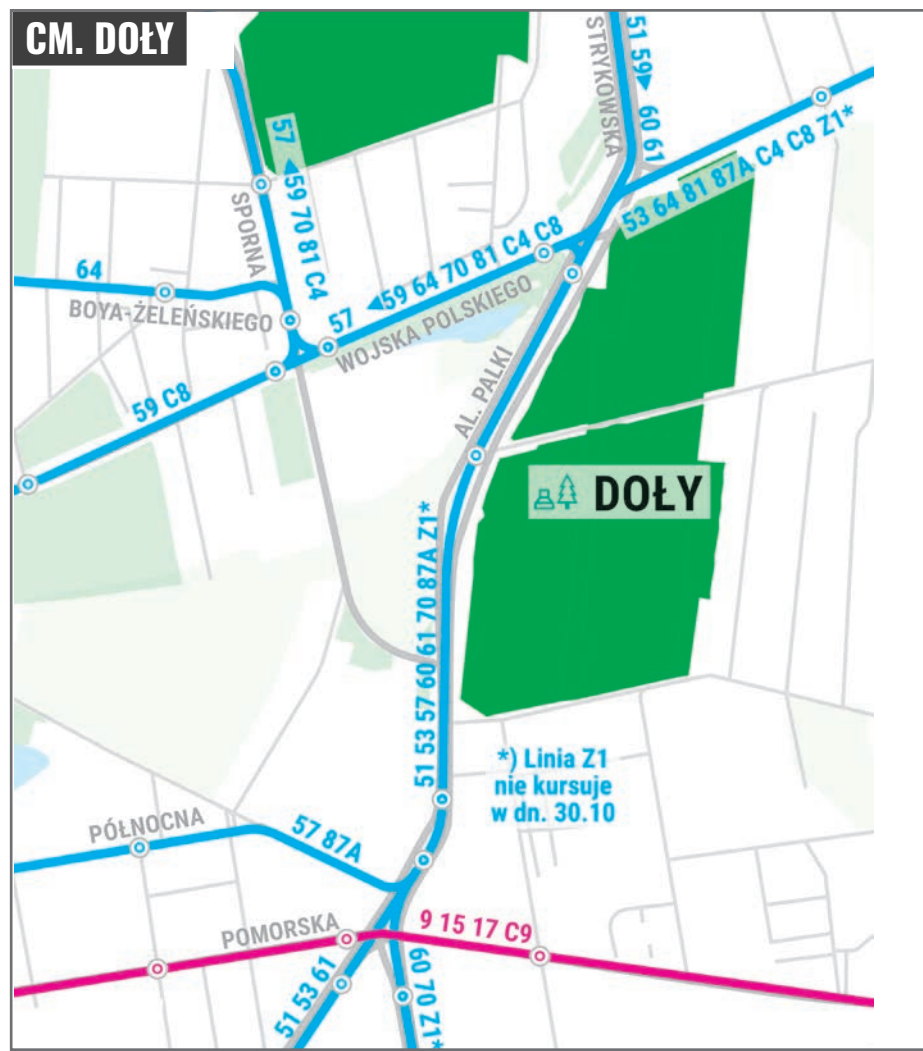 CM. DOŁY
STRYKOWSKA
51 59▶ 60 61
53 64 81 87A C4 C8 Z1*
57 ◀59 70 81 C4
SPORNA
64
BOYA-ŻELEŃSKIEGO
57 ◀59 64 70 81 C4 C8
WOJSKA POLSKIEGO
59 C8
AL. PALKI
DOŁY
51 53 57 60 61 70 87A Z1*
*) Linia Z1
nie kursuje
w dn. 30.10
PÓŁNOCNA
57 87A
POMORSKA
9 15 17 C9
51 53 61
60 70 Z1*